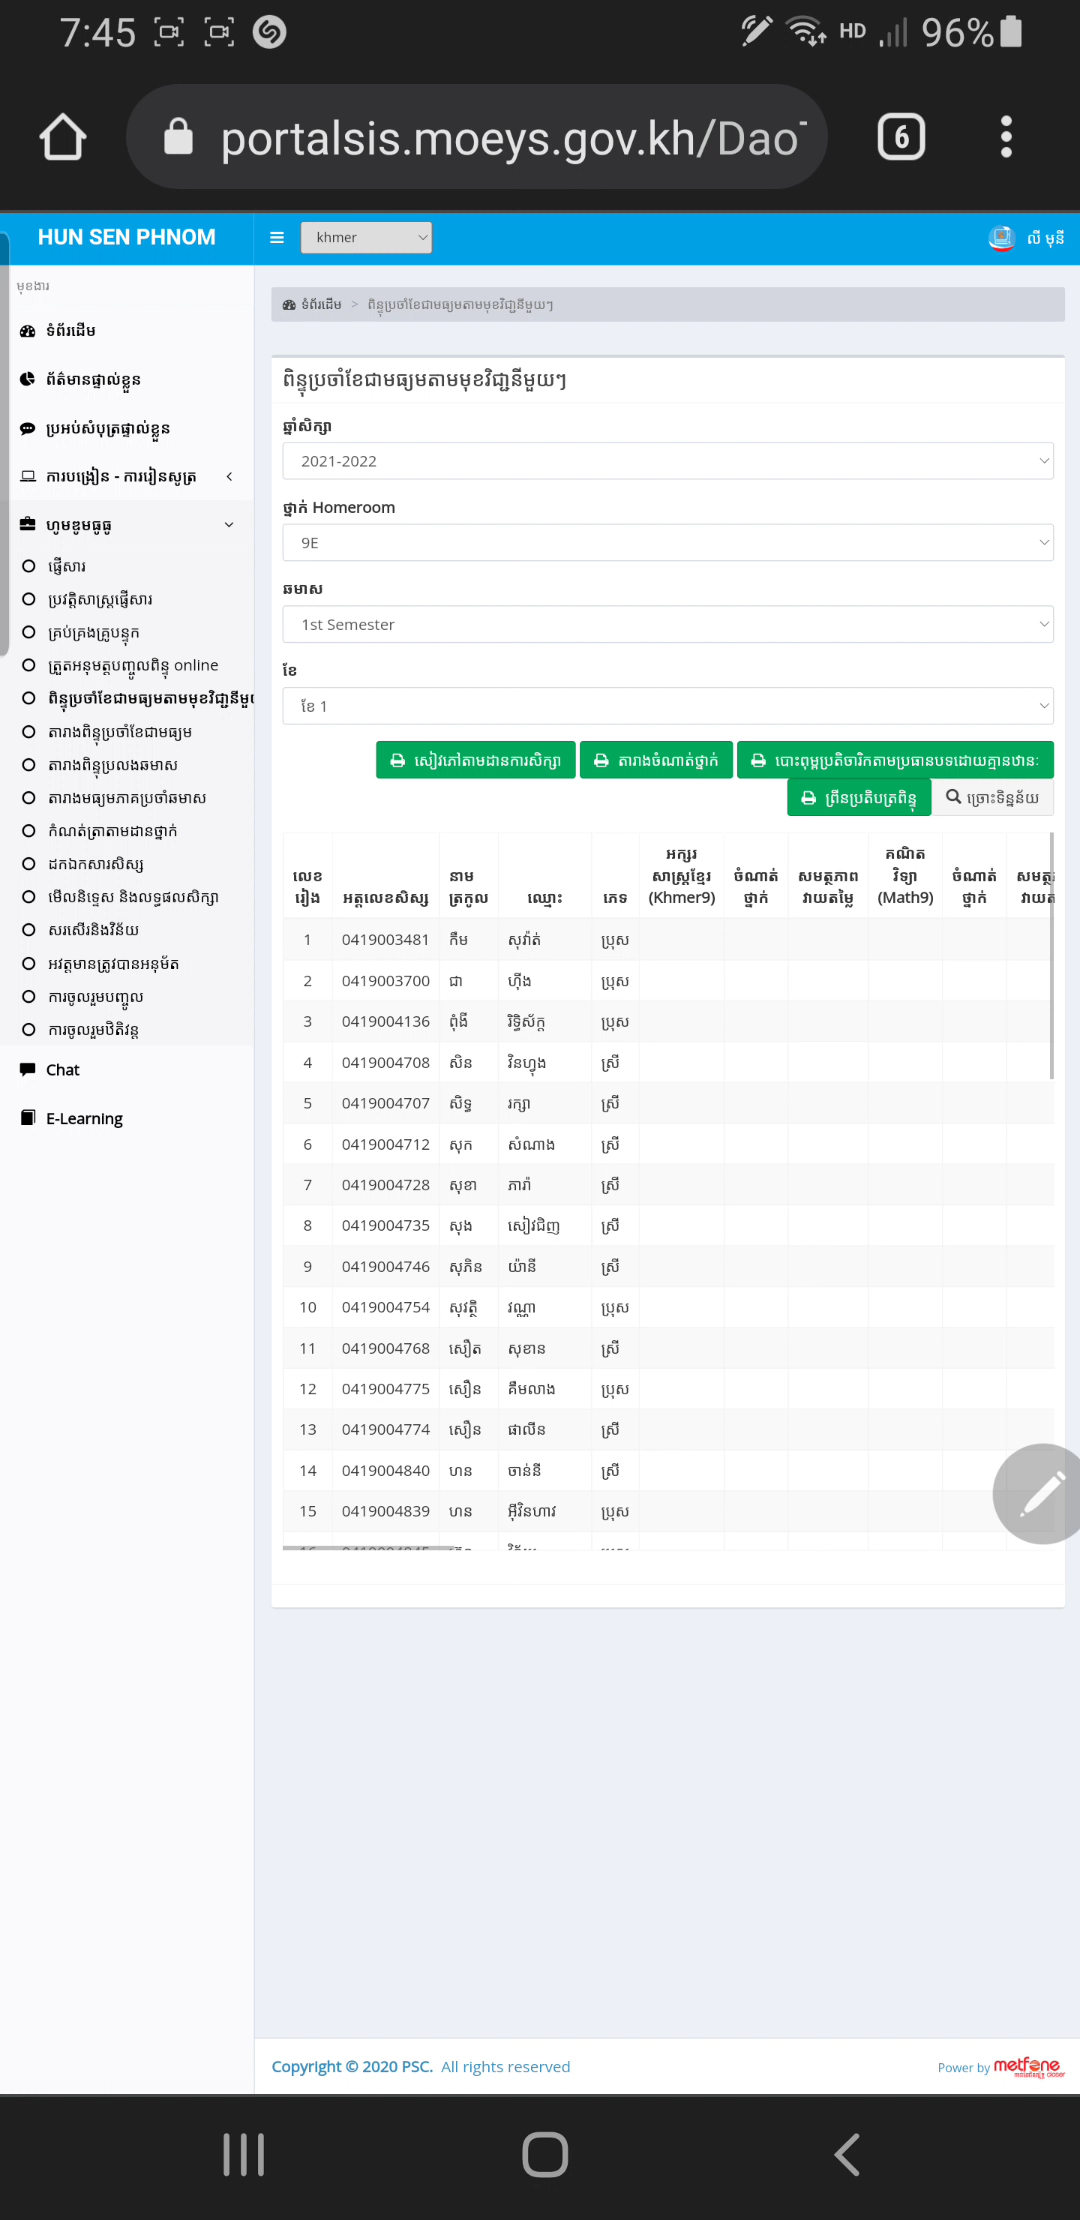 7:45 HD 96%
portalsis.moeys.gov.kh/Dao
6
HUN SEN PHNOM khmer លី មុនី
មុខងារ
ទំព័រដើម
ព័ត៌មានផ្ទាល់ខ្លួន
ប្រអប់សំបុត្រផ្ទាល់ខ្លួន
ការបង្រៀន - ការរៀនសូត្រ
ហូមឌូមធូធូ
ផ្ញើសារ
ប្រវត្តិសាស្ត្រផ្ញើសារ
គ្រប់គ្រងគ្រូបន្ទុក
ត្រួតអនុមត្តបញ្ចូលពិន្ទុ online
ពិន្ទុប្រចាំខែជាមធ្យមតាមមុខវិជ្ជានីមួយ
តារាងពិន្ទុប្រចាំខែជាមធ្យម
តារាងពិន្ទុប្រលងឆមាស
តារាងមធ្យមភាគប្រចាំឆមាស
កំណត់ត្រាតាមដានថ្នាក់
ដកឯកសារសិស្ស
មើលនិទ្ទេស និងលទ្ធផលសិក្សា
សរសើរនិងវិន័យ
អវត្តមានត្រូវបានអនុម័ត
ការចូលរួមបញ្ចូល
ការចូលរួមឋិតិវន្ត
Chat
E-Learning
ទំព័រដើម > ពិន្ទុប្រចាំខែជាមធ្យមតាមមុខវិជ្ជានីមួយៗ
ពិន្ទុប្រចាំខែជាមធ្យមតាមមុខវិជ្ជានីមួយៗ
ឆ្នាំសិក្សា
2021-2022
ថ្នាក់ Homeroom
9E
ឆមាស
1st Semester
ខែ
ខែ 1
សៀវភៅតាមដានការសិក្សា តារាងចំណាត់ថ្នាក់ បោះពុម្ពប្រតិចារិកតាមប្រធានបទដោយគ្មានឋានៈ
ព្រីនប្រតិបត្រពិន្ទុ ច្រោះទិន្នន័យ
លេខរៀង អត្តលេខសិស្ស នាមត្រកូល ឈ្មោះ ភេទ អក្សរសាស្ត្រខ្មែរ (Khmer9) ចំណាត់ថ្នាក់ សមត្ថភាពវាយតម្លៃ គណិតវិទ្យា (Math9) ចំណាត់ថ្នាក់
1 0419003481 កឹម សុវ៉ាត់ ប្រុស
2 0419003700 ជា ហ៊ីង ប្រុស
3 0419004136 ពុំងឺ រិទ្ធិស័ក្ត ប្រុស
4 0419004708 សិន វិនហ្វុង ស្រី
5 0419004707 សិទ្ធ រក្សា ស្រី
6 0419004712 សុក សំណាង ស្រី
7 0419004728 សុខា ភារ៉ា ស្រី
8 0419004735 សុង សៀវជិញ ស្រី
9 0419004746 សុភិន យ៉ានី ស្រី
10 0419004754 សុវត្ថិ វណ្ណា ប្រុស
11 0419004768 សឿត សុខាន ស្រី
12 0419004775 សឿន គឹមលាង ប្រុស
13 0419004774 សឿន ផាលីន ស្រី
14 0419004840 ហន ចាន់នី ស្រី
15 0419004839 ហន អុីវិនហាវ ប្រុស
Copyright © 2020 PSC. All rights reserved
Power by metfone